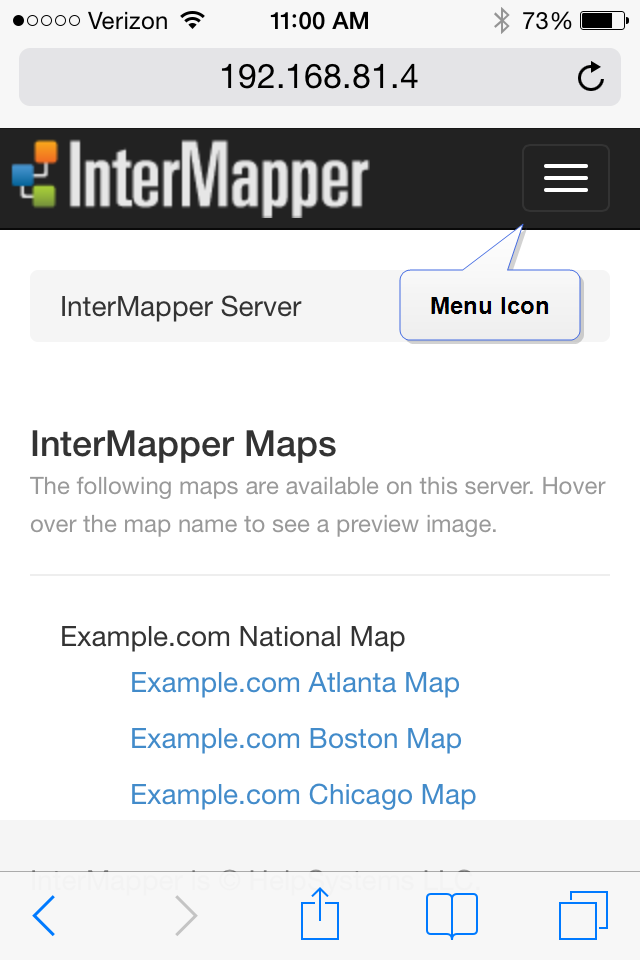 Verizon 11:00 AM 73%
192.168.81.4
InterMapper
InterMapper Server
Menu Icon
InterMapper Maps
The following maps are available on this server. Hover
over the map name to see a preview image.
Example.com National Map
Example.com Atlanta Map
Example.com Boston Map
Example.com Chicago Map
InterMapper is © HelpSystems LLC